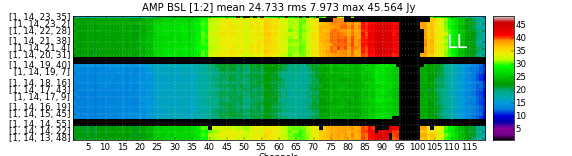 AMP BSL [1:2] mean 24.733 rms 7.973 max 45.564 Jy
[1, 14, 23, 35]
[1, 14, 23, 2]
[1, 14, 22, 28]
[1, 14, 21, 38]
[1, 14, 21, 4]
[1, 14, 20, 31]
[1, 14, 19, 40]
[1, 14, 19, 7]
[1, 14, 18, 16]
[1, 14, 17, 43]
[1, 14, 17, 9]
[1, 14, 16, 19]
[1, 14, 15, 45]
[1, 14, 14, 55]
[1, 14, 14, 22]
[1, 14, 13, 48]
LL
5 10 15 20 25 30 35 40 45 50 55 60 65 70 75 80 85 90 95 100 105 110 115
Channels
45
40
35
30
25
20
15
10
5